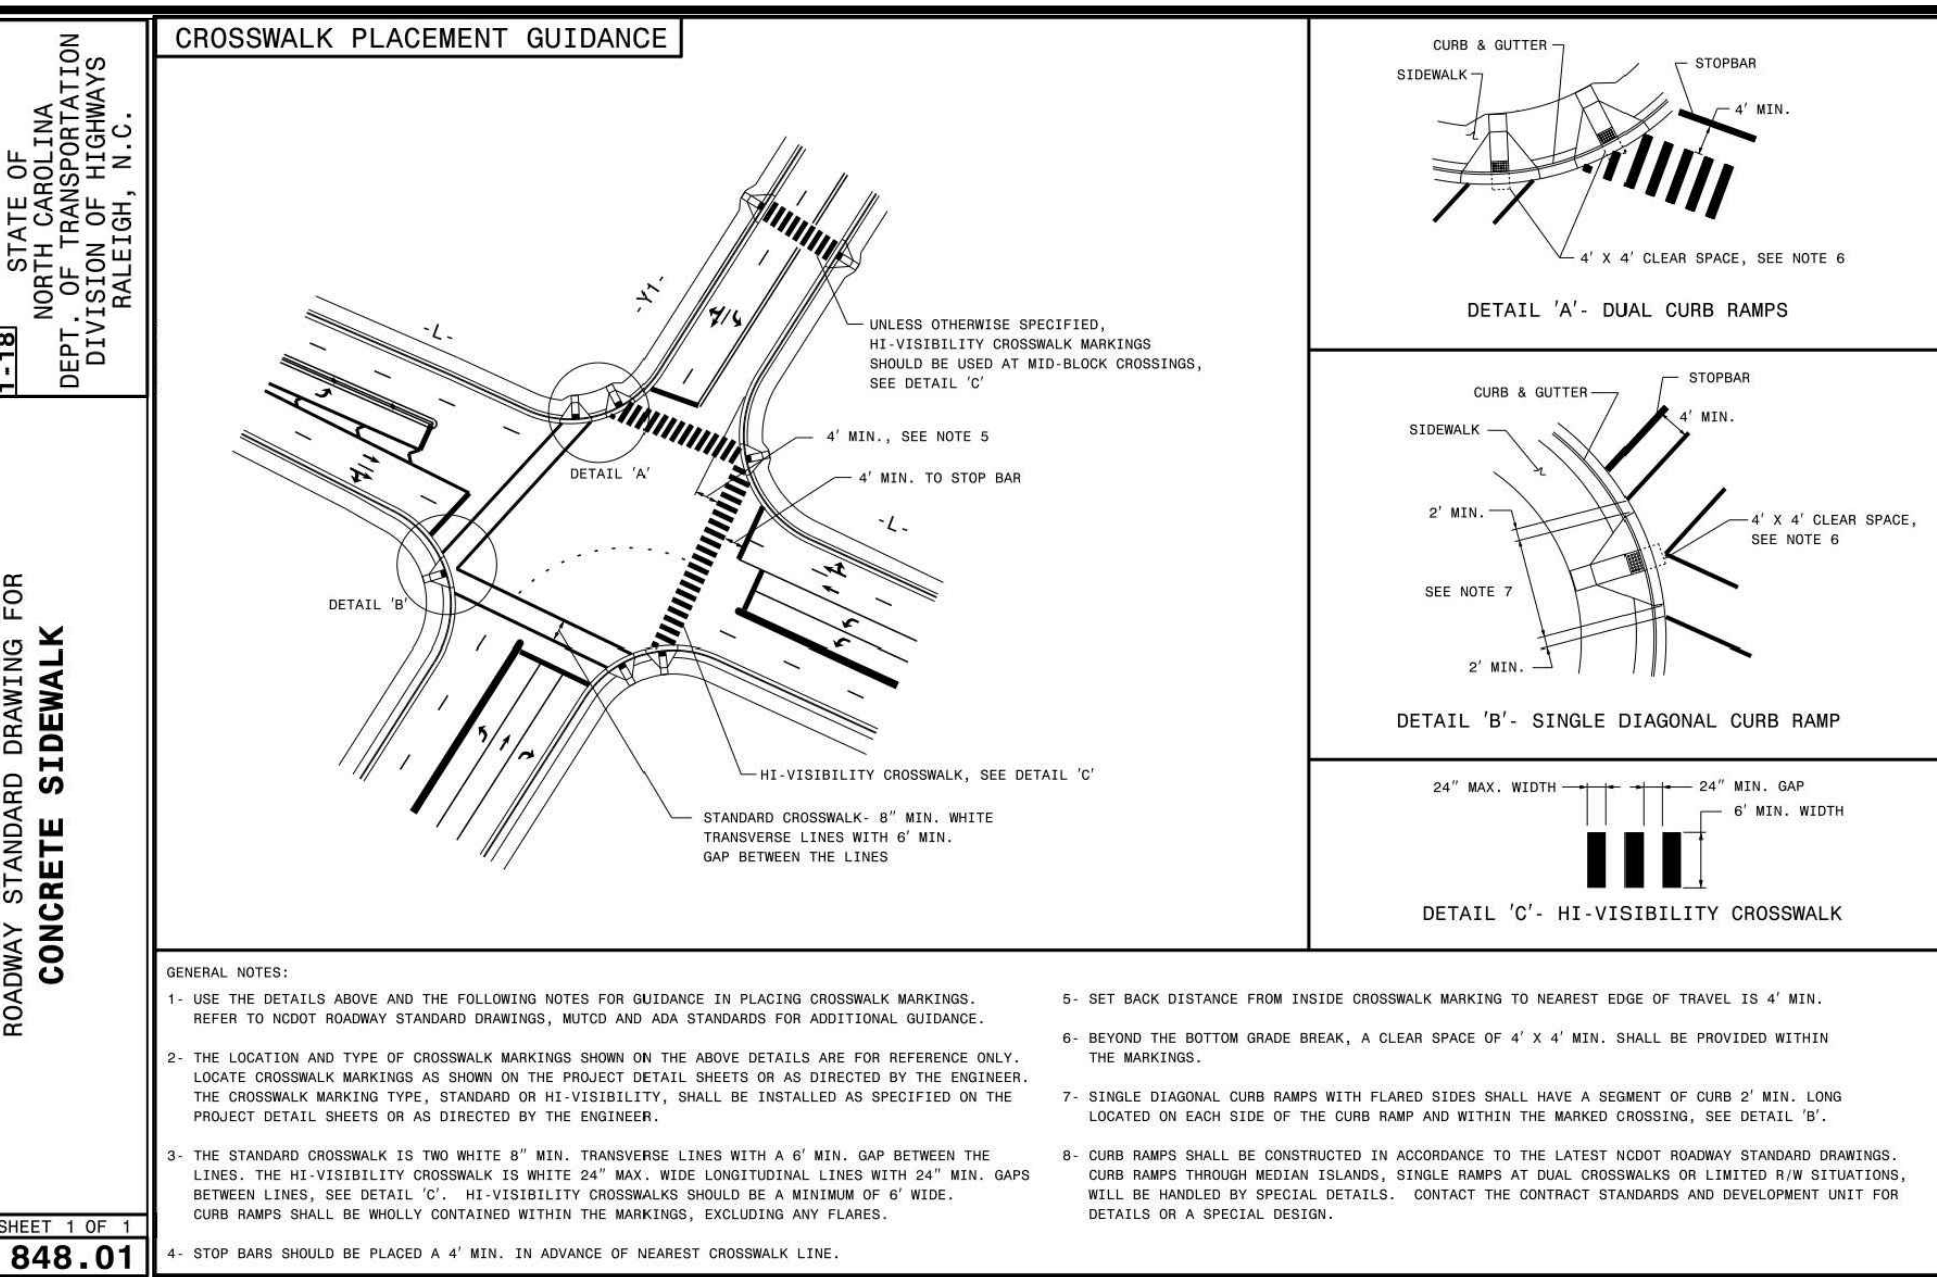 STATE OF
NORTH CAROLINA
DEPT. OF TRANSPORTATION
DIVISION OF HIGHWAYS
RALEIGH, N.C.
1-18
ROADWAY STANDARD DRAWING FOR
CONCRETE SIDEWALK
SHEET 1 OF 1
848.01
CROSSWALK PLACEMENT GUIDANCE
-Y1-
-L-
UNLESS OTHERWISE SPECIFIED,
HI-VISIBILITY CROSSWALK MARKINGS
SHOULD BE USED AT MID-BLOCK CROSSINGS,
SEE DETAIL 'C'
4' MIN., SEE NOTE 5
DETAIL 'A'
4' MIN. TO STOP BAR
-L-
DETAIL 'B'
HI-VISIBILITY CROSSWALK, SEE DETAIL 'C'
STANDARD CROSSWALK- 8" MIN. WHITE
TRANSVERSE LINES WITH 6' MIN.
GAP BETWEEN THE LINES
CURB & GUTTER
STOPBAR
SIDEWALK
4' MIN.
4' X 4' CLEAR SPACE, SEE NOTE 6
DETAIL 'A'- DUAL CURB RAMPS
STOPBAR
CURB & GUTTER
4' MIN.
SIDEWALK
2' MIN.
4' X 4' CLEAR SPACE,
SEE NOTE 6
SEE NOTE 7
2' MIN.
DETAIL 'B'- SINGLE DIAGONAL CURB RAMP
24" MAX. WIDTH
24" MIN. GAP
6' MIN. WIDTH
DETAIL 'C'- HI-VISIBILITY CROSSWALK
GENERAL NOTES:
1- USE THE DETAILS ABOVE AND THE FOLLOWING NOTES FOR GUIDANCE IN PLACING CROSSWALK MARKINGS.
REFER TO NCDOT ROADWAY STANDARD DRAWINGS, MUTCD AND ADA STANDARDS FOR ADDITIONAL GUIDANCE.
2- THE LOCATION AND TYPE OF CROSSWALK MARKINGS SHOWN ON THE ABOVE DETAILS ARE FOR REFERENCE ONLY.
LOCATE CROSSWALK MARKINGS AS SHOWN ON THE PROJECT DETAIL SHEETS OR AS DIRECTED BY THE ENGINEER.
THE CROSSWALK MARKING TYPE, STANDARD OR HI-VISIBILITY, SHALL BE INSTALLED AS SPECIFIED ON THE
PROJECT DETAIL SHEETS OR AS DIRECTED BY THE ENGINEER.
3- THE STANDARD CROSSWALK IS TWO WHITE 8" MIN. TRANSVERSE LINES WITH A 6' MIN. GAP BETWEEN THE
LINES. THE HI-VISIBILITY CROSSWALK IS WHITE 24" MAX. WIDE LONGITUDINAL LINES WITH 24" MIN. GAPS
BETWEEN LINES, SEE DETAIL 'C'. HI-VISIBILITY CROSSWALKS SHOULD BE A MINIMUM OF 6' WIDE.
CURB RAMPS SHALL BE WHOLLY CONTAINED WITHIN THE MARKINGS, EXCLUDING ANY FLARES.
4- STOP BARS SHOULD BE PLACED A 4' MIN. IN ADVANCE OF NEAREST CROSSWALK LINE.
5- SET BACK DISTANCE FROM INSIDE CROSSWALK MARKING TO NEAREST EDGE OF TRAVEL IS 4' MIN.
6- BEYOND THE BOTTOM GRADE BREAK, A CLEAR SPACE OF 4' X 4' MIN. SHALL BE PROVIDED WITHIN
THE MARKINGS.
7- SINGLE DIAGONAL CURB RAMPS WITH FLARED SIDES SHALL HAVE A SEGMENT OF CURB 2' MIN. LONG
LOCATED ON EACH SIDE OF THE CURB RAMP AND WITHIN THE MARKED CROSSING, SEE DETAIL 'B'.
8- CURB RAMPS SHALL BE CONSTRUCTED IN ACCORDANCE TO THE LATEST NCDOT ROADWAY STANDARD DRAWINGS.
CURB RAMPS THROUGH MEDIAN ISLANDS, SINGLE RAMPS AT DUAL CROSSWALKS OR LIMITED R/W SITUATIONS,
WILL BE HANDLED BY SPECIAL DETAILS. CONTACT THE CONTRACT STANDARDS AND DEVELOPMENT UNIT FOR
DETAILS OR A SPECIAL DESIGN.